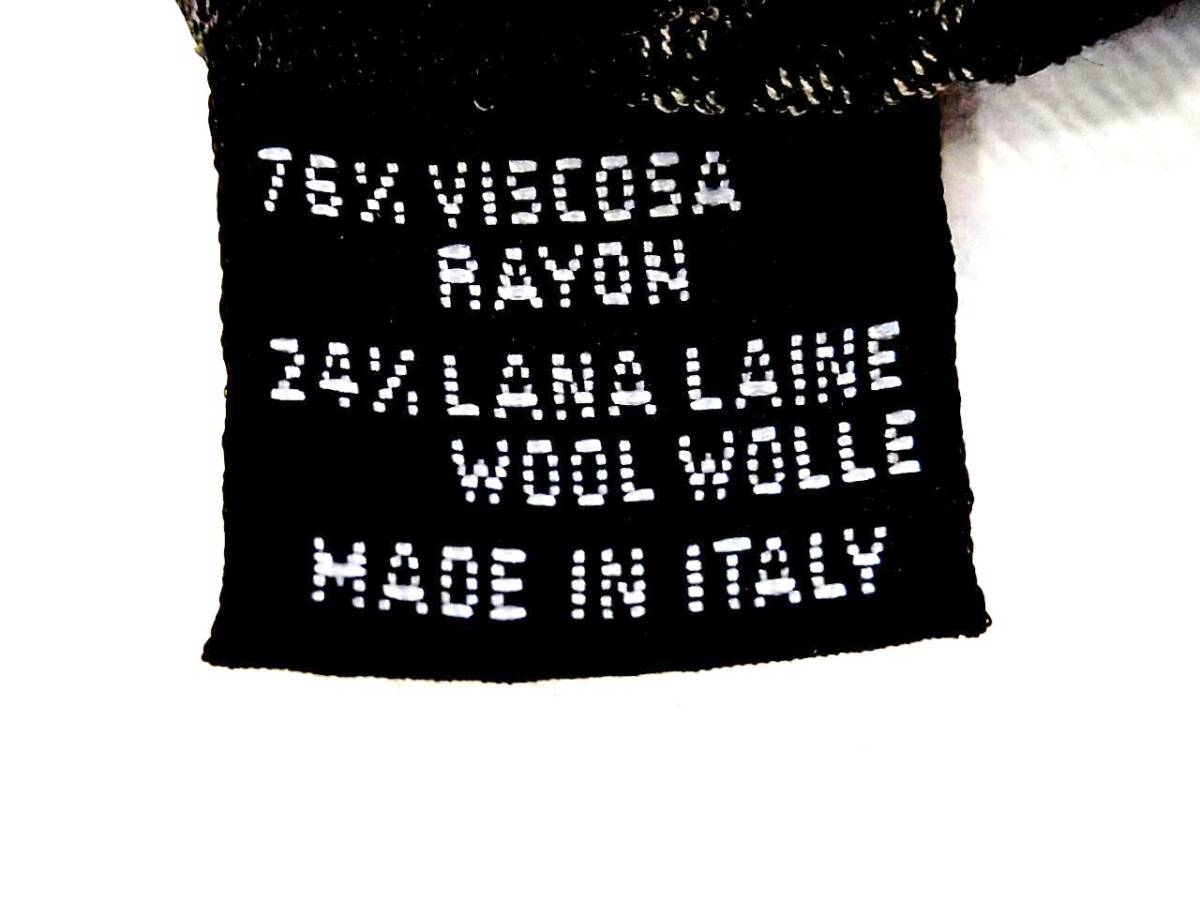 76% VISCOSA
RAYON
24% LANA LAINE
WOOL WOLLE
MADE IN ITALY